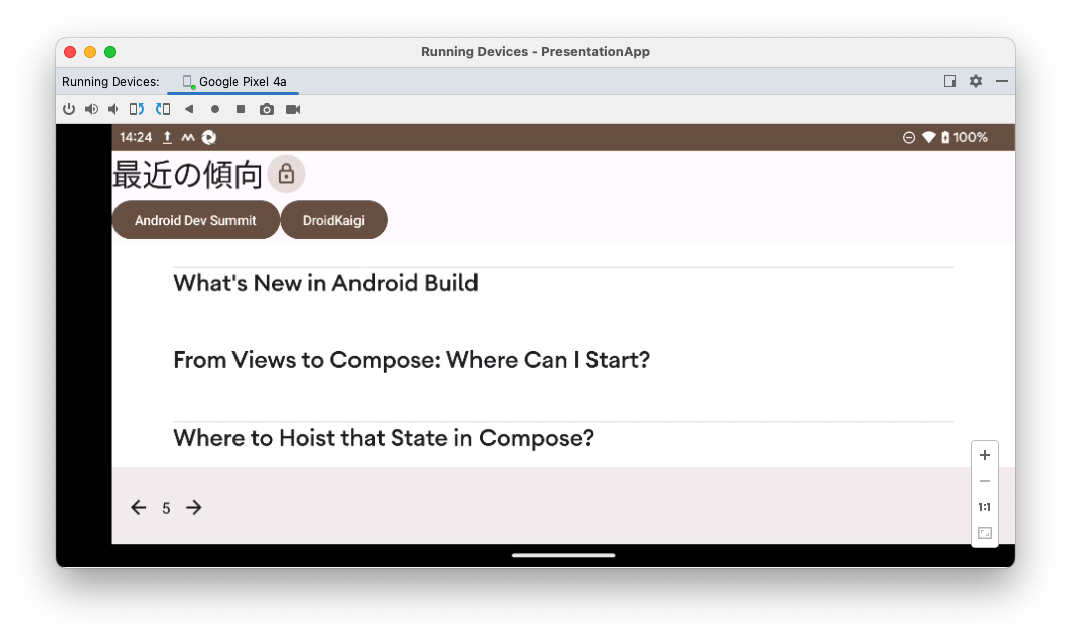 Running Devices - PresentationApp
Running Devices: Google Pixel 4a
14:24 100%
最近の傾向
Android Dev Summit DroidKaigi
What's New in Android Build
From Views to Compose: Where Can I Start?
Where to Hoist that State in Compose?
5
1:1